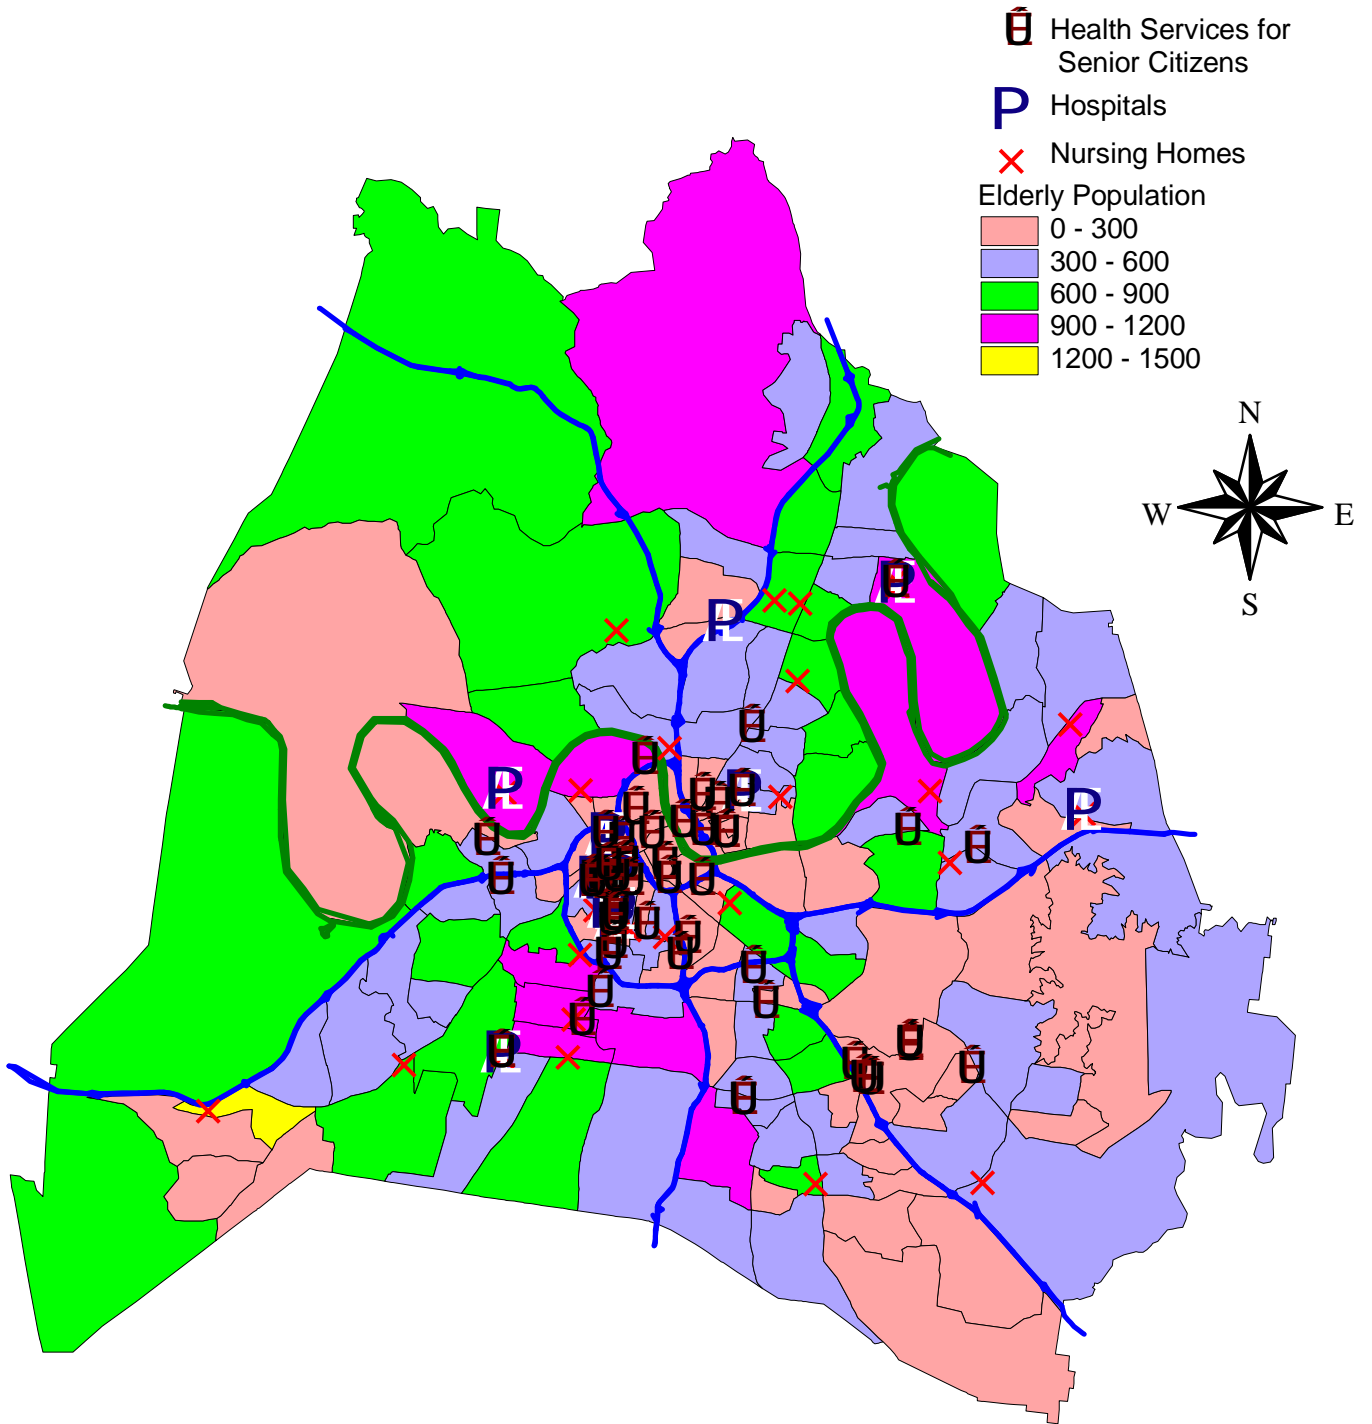 Health Services for
Senior Citizens
P Hospitals
Nursing Homes
Elderly Population
0 - 300
300 - 600
600 - 900
900 - 1200
1200 - 1500
N
W E
S